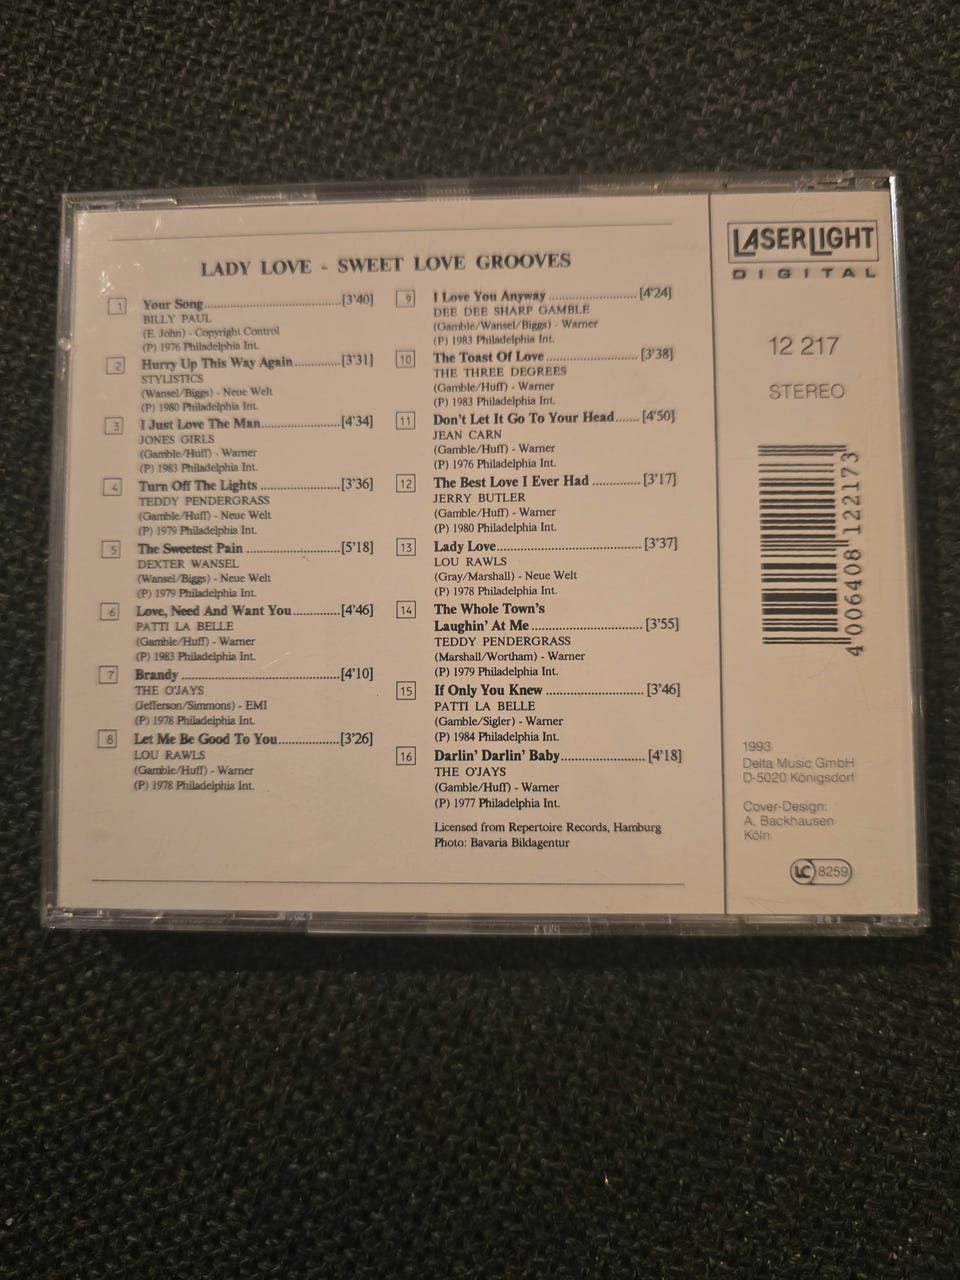 LADY LOVE - SWEET LOVE GROOVES
1 Your Song [3'40]
BILLY PAUL
(E. John) - Copyright Control
(P) 1976 Philadelphia Int.
2 Hurry Up This Way Again [3'31]
STYLISTICS
(Wansel/Biggs) - Neue Welt
(P) 1980 Philadelphia Int.
3 I Just Love The Man [4'34]
JONES GIRLS
(Gamble/Huff) - Warner
(P) 1983 Philadelphia Int.
4 Turn Off The Lights [3'36]
TEDDY PENDERGRASS
(Gamble/Huff) - Neue Welt
(P) 1979 Philadelphia Int.
5 The Sweetest Pain [5'18]
DEXTER WANSEL
(Wansel/Biggs) - Neue Welt
(P) 1979 Philadelphia Int.
6 Love, Need And Want You [4'46]
PATTI LA BELLE
(Gamble/Huff) - Warner
(P) 1983 Philadelphia Int.
7 Brandy [4'10]
THE O'JAYS
(Jefferson/Simmons) - EMI
(P) 1978 Philadelphia Int.
8 Let Me Be Good To You [3'26]
LOU RAWLS
(Gamble/Huff) - Warner
(P) 1978 Philadelphia Int.
9 I Love You Anyway [4'24]
DEE DEE SHARP GAMBLE
(Gamble/Wansel/Biggs) - Warner
(P) 1983 Philadelphia Int.
10 The Toast Of Love [3'38]
THE THREE DEGREES
(Gamble/Huff) - Warner
(P) 1983 Philadelphia Int.
11 Don't Let It Go To Your Head [4'50]
JEAN CARN
(Gamble/Huff) - Warner
(P) 1976 Philadelphia Int.
12 The Best Love I Ever Had [3'17]
JERRY BUTLER
(Gamble/Huff) - Warner
(P) 1980 Philadelphia Int.
13 Lady Love [3'37]
LOU RAWLS
(Gray/Marshall) - Neue Welt
(P) 1978 Philadelphia Int.
14 The Whole Town's
Laughin' At Me [3'55]
TEDDY PENDERGRASS
(Marshall/Wortham) - Warner
(P) 1979 Philadelphia Int.
15 If Only You Knew [3'46]
PATTI LA BELLE
(Gamble/Sigler) - Warner
(P) 1984 Philadelphia Int.
16 Darlin' Darlin' Baby [4'18]
THE O'JAYS
(Gamble/Huff) - Warner
(P) 1977 Philadelphia Int.
Licensed from Repertoire Records, Hamburg
Photo: Bavaria Bildagentur
LASERLIGHT
DIGITAL
12 217
STEREO
4 006408 122173
1993
Delta Music GmbH
D-5020 Königsdorf
Cover-Design:
A. Backhausen
Köln
LC 8259